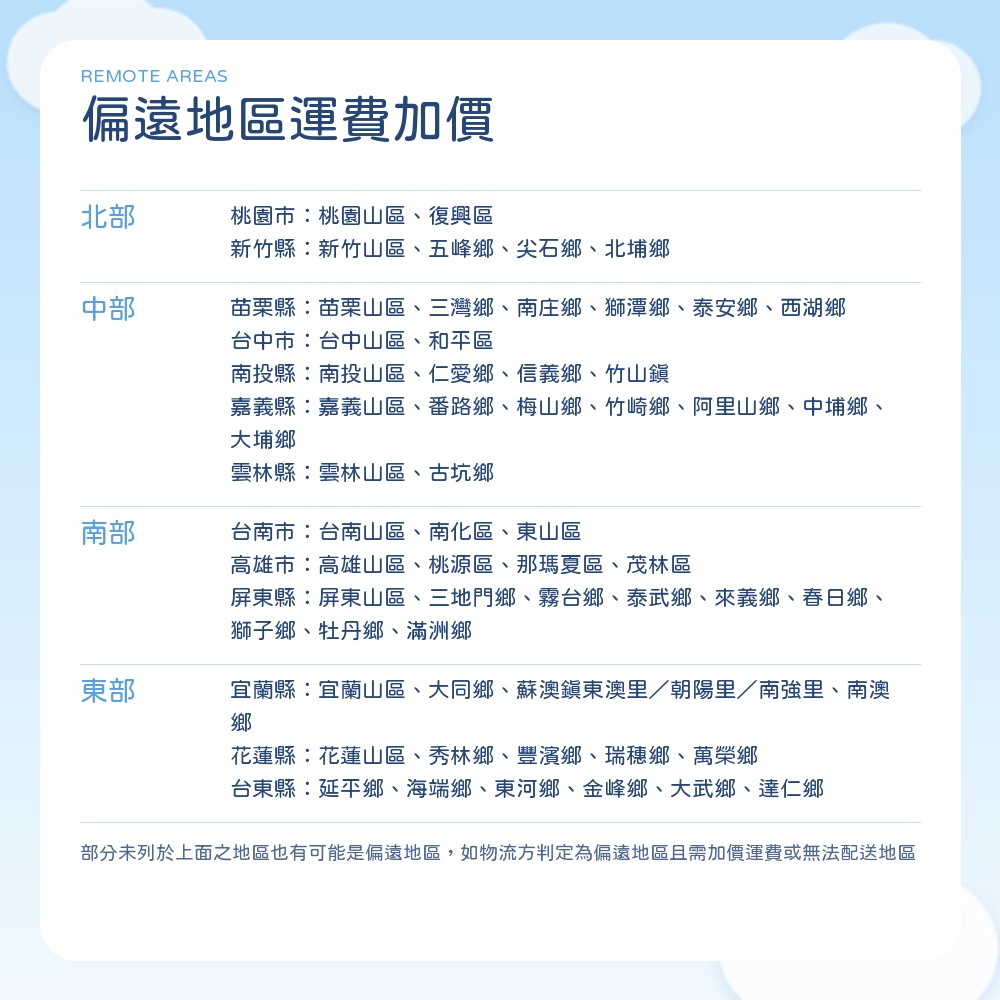 REMOTE AREAS
偏遠地區運費加價
北部
桃園市：桃園山區、復興區
新竹縣：新竹山區、五峰鄉、尖石鄉、北埔鄉
中部
苗栗縣：苗栗山區、三灣鄉、南庄鄉、獅潭鄉、泰安鄉、西湖鄉
台中市：台中山區、和平區
南投縣：南投山區、仁愛鄉、信義鄉、竹山鎮
嘉義縣：嘉義山區、番路鄉、梅山鄉、竹崎鄉、阿里山鄉、中埔鄉、
大埔鄉
雲林縣：雲林山區、古坑鄉
南部
台南市：台南山區、南化區、東山區
高雄市：高雄山區、桃源區、那瑪夏區、茂林區
屏東縣：屏東山區、三地門鄉、霧台鄉、泰武鄉、來義鄉、春日鄉、
獅子鄉、牡丹鄉、滿洲鄉
東部
宜蘭縣：宜蘭山區、大同鄉、蘇澳鎮東澳里／朝陽里／南強里、南澳
鄉
花蓮縣：花蓮山區、秀林鄉、豐濱鄉、瑞穗鄉、萬榮鄉
台東縣：延平鄉、海端鄉、東河鄉、金峰鄉、大武鄉、達仁鄉
部分未列於上面之地區也有可能是偏遠地區，如物流方判定為偏遠地區且需加價運費或無法配送地區